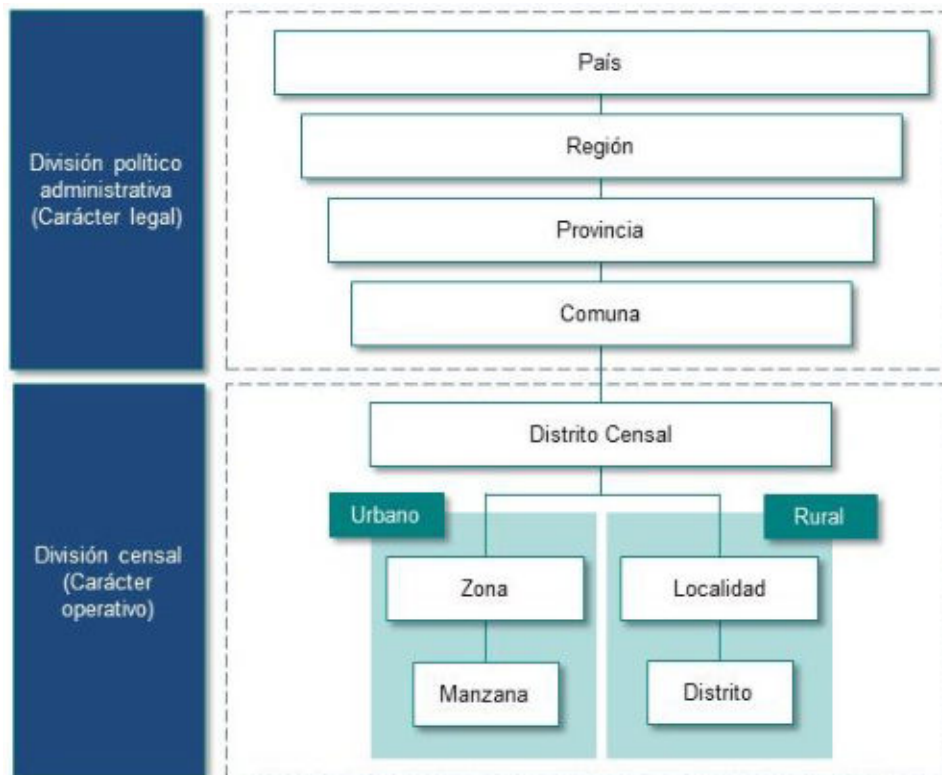 División político
administrativa
(Carácter legal)
País
Región
Provincia
Comuna
División censal
(Carácter
operativo)
Distrito Censal
Urbano
Rural
Zona
Localidad
Manzana
Distrito